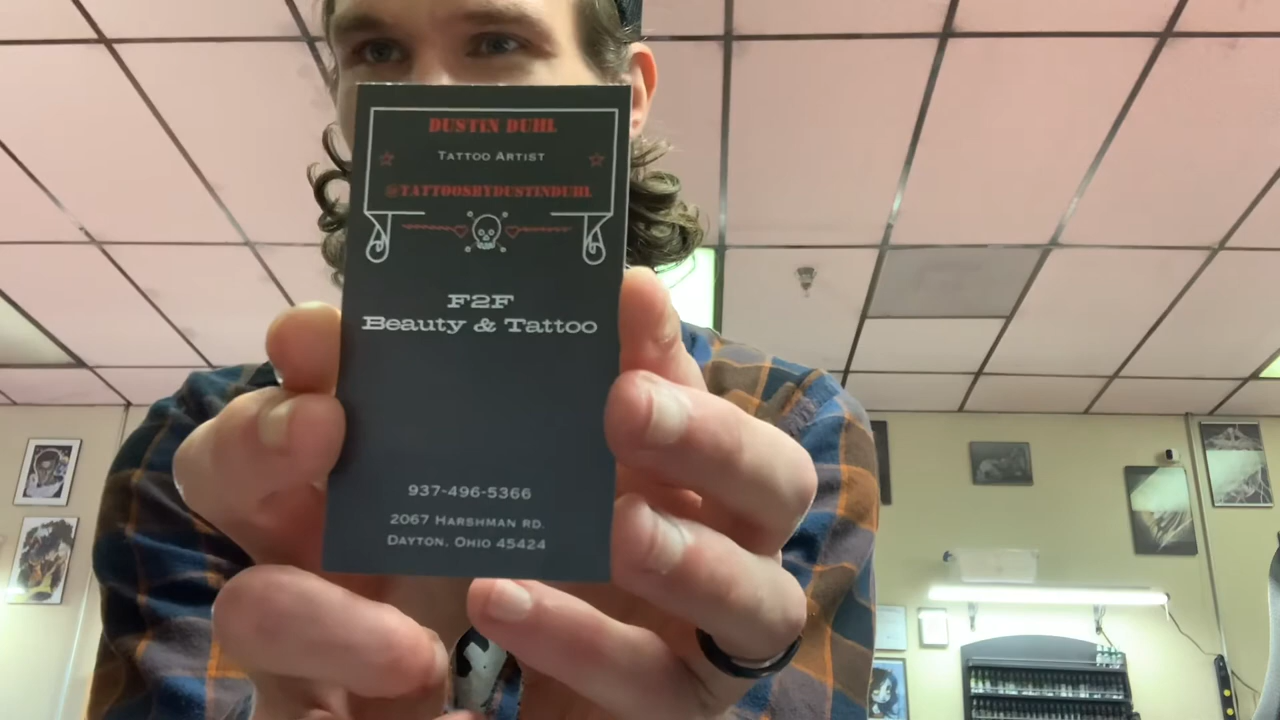 DUSTIN DUHL
TATTOO ARTIST
@TATTOOSBYDUSTINDUHL
F2F
Beauty & Tattoo
937-496-5366
2067 HARSHMAN RD.
DAYTON, OHIO 45424